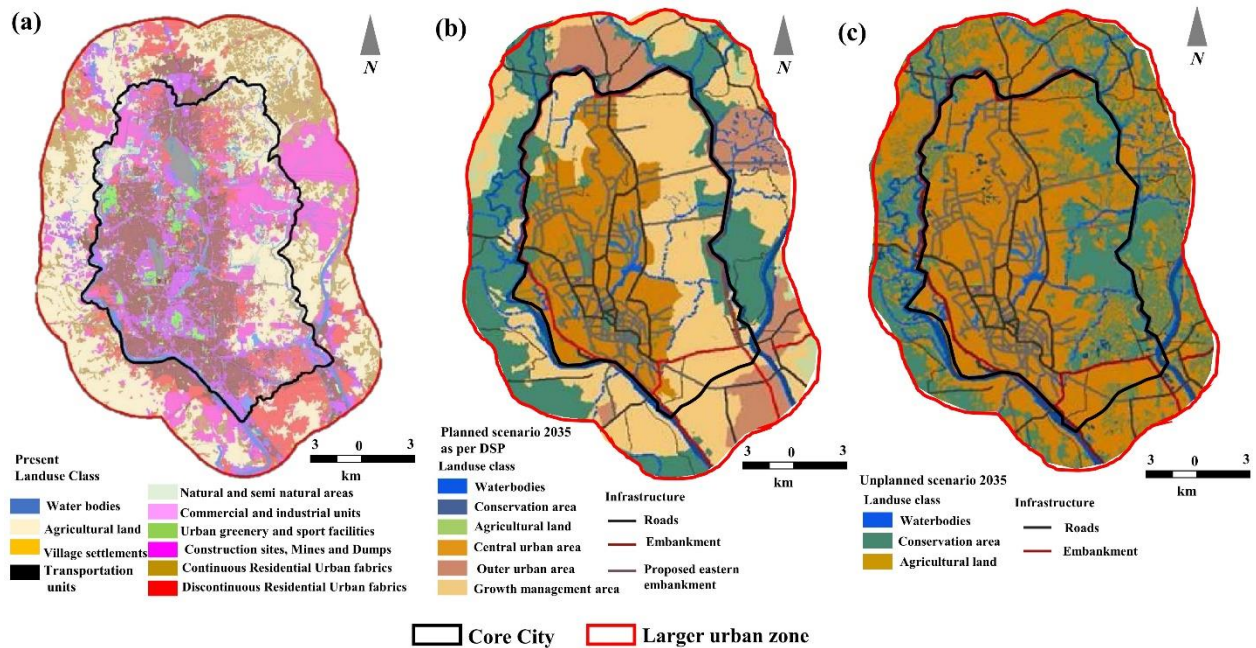 (a)
N
3 0 3
km
Present
Landuse Class
Water bodies
Agricultural land
Village settlements
Transportation
units
Natural and semi natural areas
Commercial and industrial units
Urban greenery and sport facilities
Construction sites, Mines and Dumps
Continuous Residential Urban fabrics
Discontinuous Residential Urban fabrics
(b)
N
3 0 3
km
Planned scenario 2035
as per DSP
Landuse class
Waterbodies
Conservation area
Agricultural land
Central urban area
Outer urban area
Growth management area
Infrastructure
Roads
Embankment
Proposed eastern
embankment
(c)
N
3 0 3
km
Unplanned scenario 2035
Landuse class
Waterbodies
Conservation area
Agricultural land
Infrastructure
Roads
Embankment
Core City
Larger urban zone